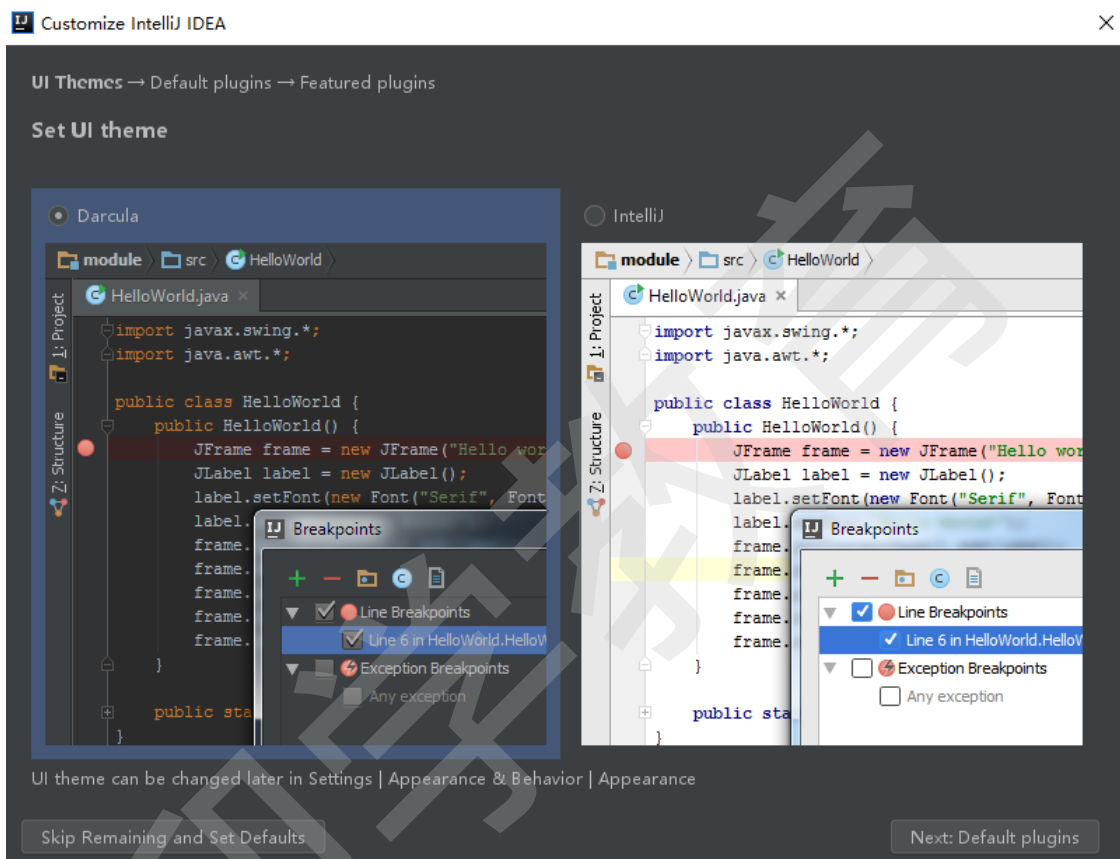 Customize IntelliJ IDEA
UI Themes → Default plugins → Featured plugins
Set UI theme
Darcula
module src HelloWorld
HelloWorld.java
1: Project
7: Structure
import javax.swing.*;
import java.awt.*;
public class HelloWorld {
public HelloWorld() {
JFrame frame = new JFrame("Hello wor
JLabel label = new JLabel();
label.setFont(new Font("Serif", Font
label.
frame.
frame.
frame.
frame.
frame.
}
public sta
}
Breakpoints
Line Breakpoints
Line 6 in HelloWorld.HelloW
Exception Breakpoints
Any exception
IntelliJ
module src HelloWorld
HelloWorld.java
1: Project
7: Structure
import javax.swing.*;
import java.awt.*;
public class HelloWorld {
public HelloWorld() {
JFrame frame = new JFrame("Hello wor
JLabel label = new JLabel();
label.setFont(new Font("Serif", Font
label.
frame.
frame.
frame.
frame.
frame.
}
public sta
}
Breakpoints
Line Breakpoints
Line 6 in HelloWorld.HelloW
Exception Breakpoints
Any exception
UI theme can be changed later in Settings | Appearance & Behavior | Appearance
Skip Remaining and Set Defaults
Next: Default plugins